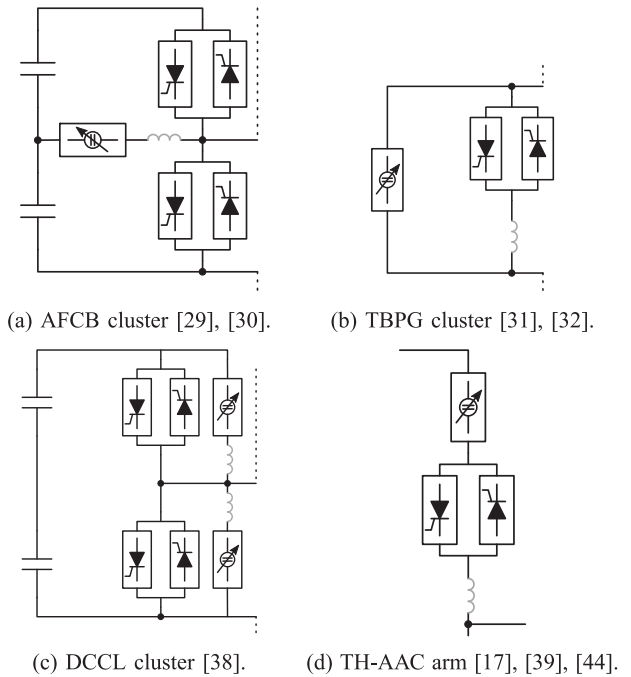 (a) AFCB cluster [29], [30].
(b) TBPG cluster [31], [32].
(c) DCCL cluster [38].
(d) TH-AAC arm [17], [39], [44].